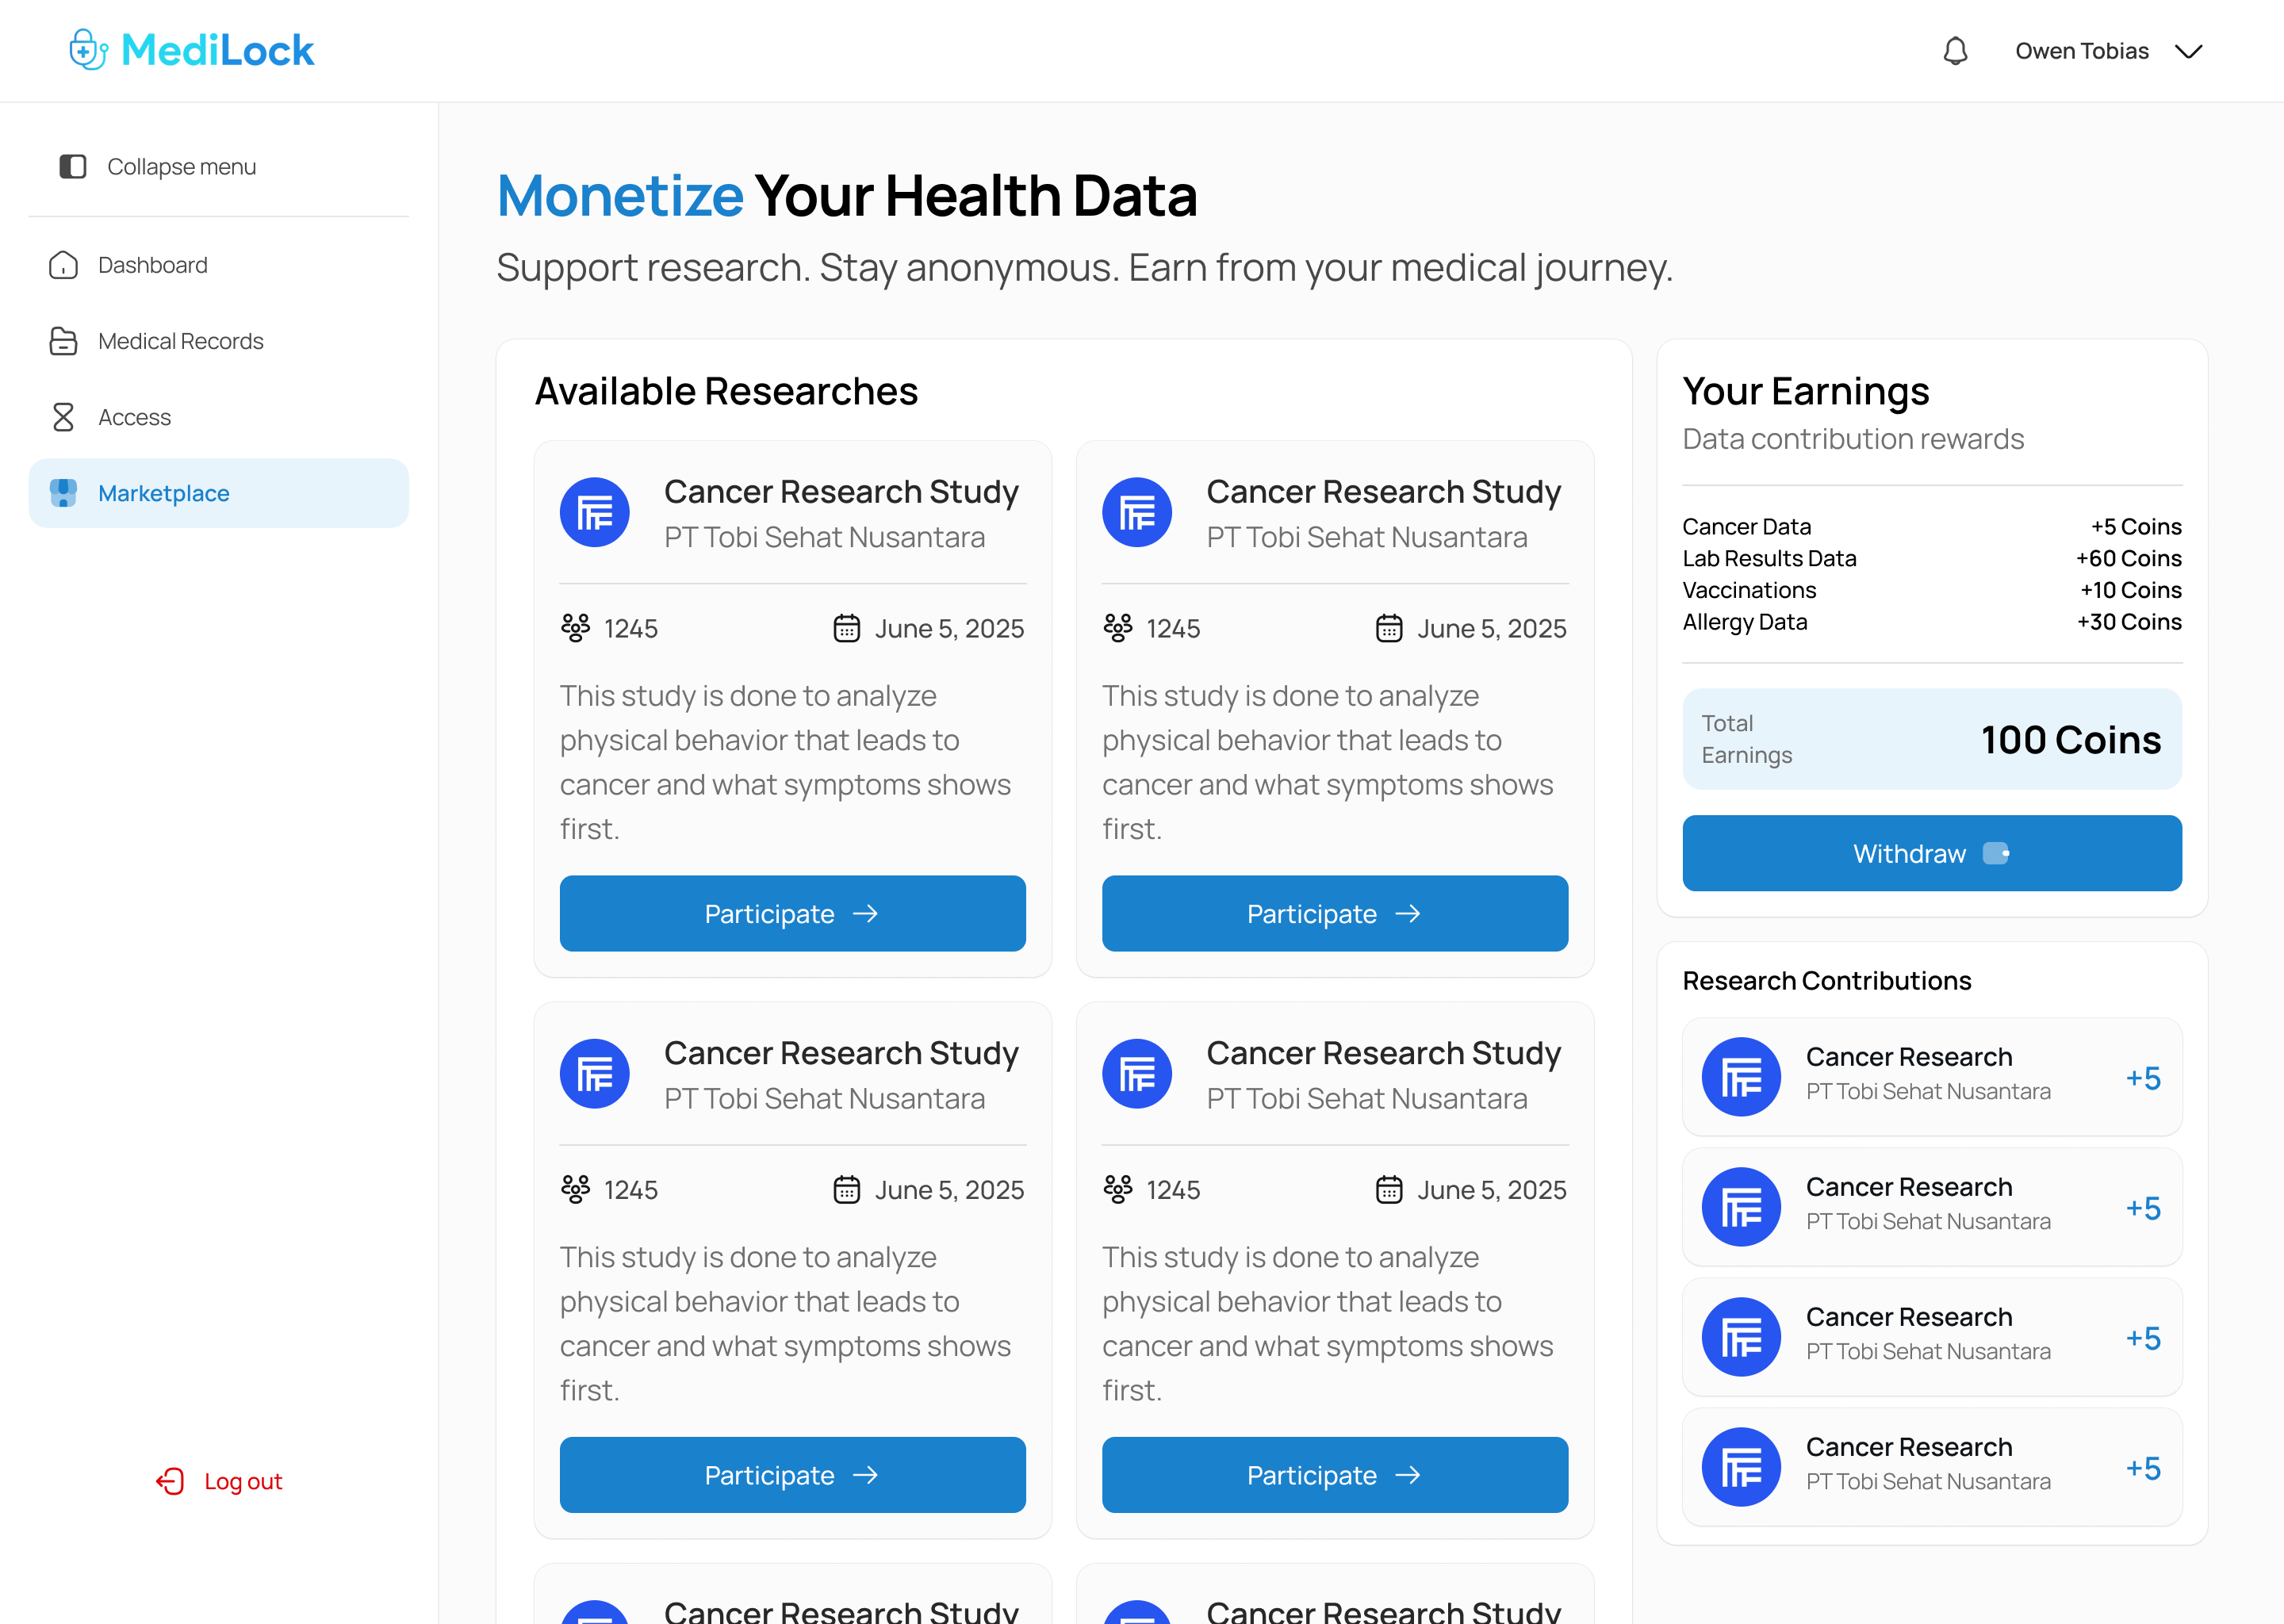 MediLock
Owen Tobias
Collapse menu
Dashboard
Medical Records
Access
Marketplace
Log out
Monetize Your Health Data
Support research. Stay anonymous. Earn from your medical journey.
Available Researches
Cancer Research Study
PT Tobi Sehat Nusantara
1245
June 5, 2025
This study is done to analyze
physical behavior that leads to
cancer and what symptoms shows
first.
Participate
Cancer Research Study
PT Tobi Sehat Nusantara
1245
June 5, 2025
This study is done to analyze
physical behavior that leads to
cancer and what symptoms shows
first.
Participate
Cancer Research Study
PT Tobi Sehat Nusantara
1245
June 5, 2025
This study is done to analyze
physical behavior that leads to
cancer and what symptoms shows
first.
Participate
Cancer Research Study
PT Tobi Sehat Nusantara
1245
June 5, 2025
This study is done to analyze
physical behavior that leads to
cancer and what symptoms shows
first.
Participate
Cancer Research Study
Cancer Research Study
Your Earnings
Data contribution rewards
Cancer Data +5 Coins
Lab Results Data +60 Coins
Vaccinations +10 Coins
Allergy Data +30 Coins
Total
Earnings
100 Coins
Withdraw
Research Contributions
Cancer Research
PT Tobi Sehat Nusantara
+5
Cancer Research
PT Tobi Sehat Nusantara
+5
Cancer Research
PT Tobi Sehat Nusantara
+5
Cancer Research
PT Tobi Sehat Nusantara
+5